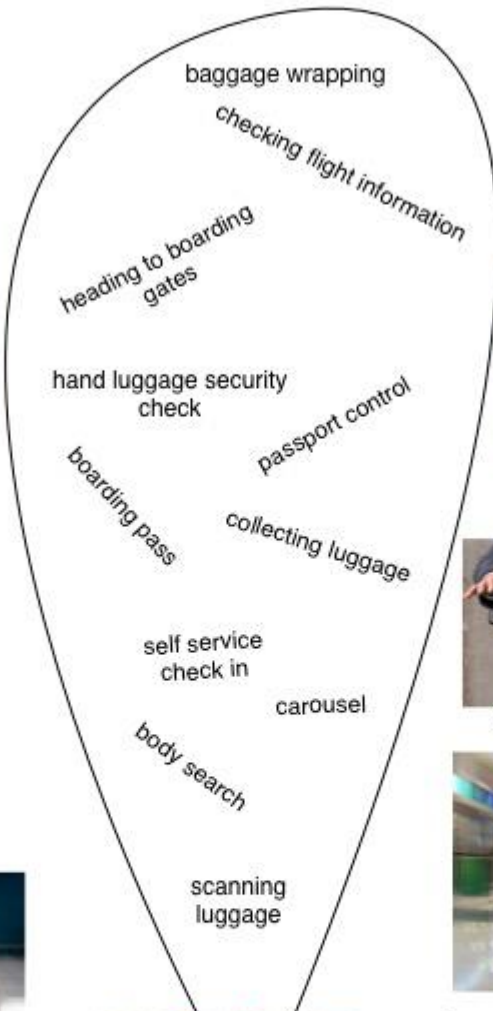 baggage wrapping
checking flight information
heading to boarding
gates
hand luggage security
check
passport control
boarding pass
collecting luggage
self service
check in
carousel
body search
scanning
luggage